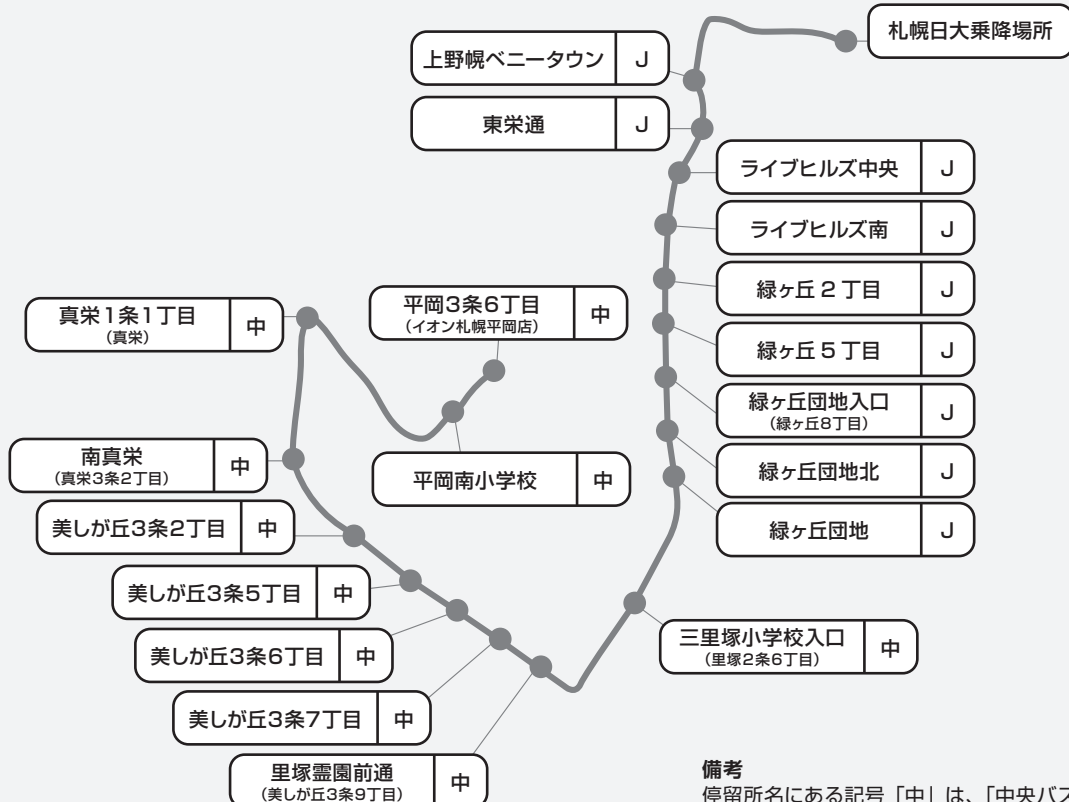 札幌日大乗降場所
上野幌ベニータウン J
東栄通 J
ライブヒルズ中央 J
ライブヒルズ南 J
緑ヶ丘2丁目 J
緑ヶ丘5丁目 J
緑ヶ丘団地入口 J
(緑ヶ丘8丁目)
緑ヶ丘団地北 J
緑ヶ丘団地 J
三里塚小学校入口 中
(里塚2条6丁目)
平岡3条6丁目 中
(イオン札幌平岡店)
平岡南小学校 中
真栄1条1丁目 中
(真栄)
南真栄 中
(真栄3条2丁目)
美しが丘3条2丁目 中
美しが丘3条5丁目 中
美しが丘3条6丁目 中
美しが丘3条7丁目 中
里塚霊園前通 中
(美しが丘3条9丁目)
備考
停留所名にある記号「中」は、「中央バス